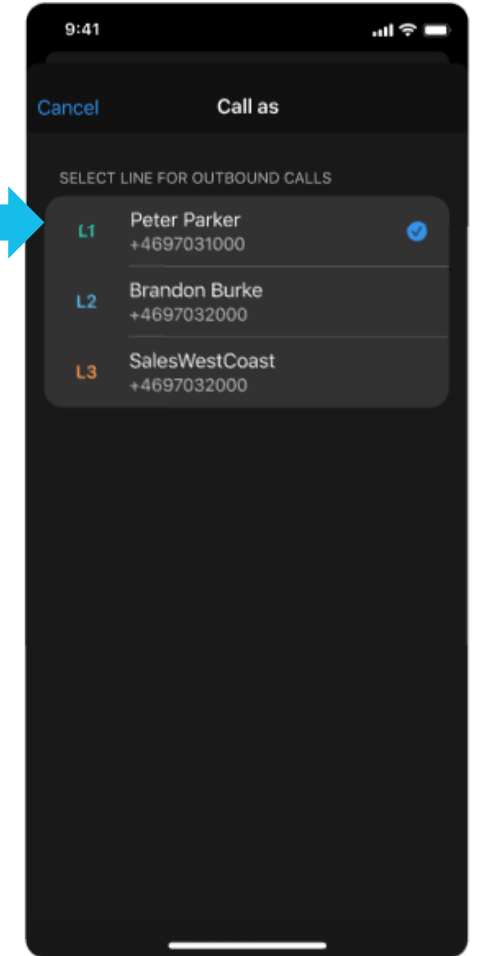 9:41
Cancel
Call as
SELECT LINE FOR OUTBOUND CALLS
L1
Peter Parker
+4697031000
L2
Brandon Burke
+4697032000
L3
SalesWestCoast
+4697032000